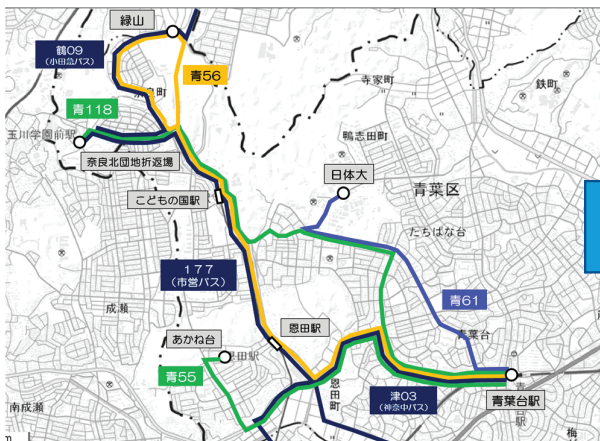 緑山
鶴09
(小田急バス)
青56
寺家町
鉄町
青118
玉川学園前駅
鴨志田町
奈良北団地折返場
日体大
青葉区
こどもの国駅
たちばな台
177
(市営バス)
成瀬
青61
恩田駅
あかね台
青葉台
恩田駅
青55
恩田町
津03
(神奈中バス)
青葉台駅
南成瀬